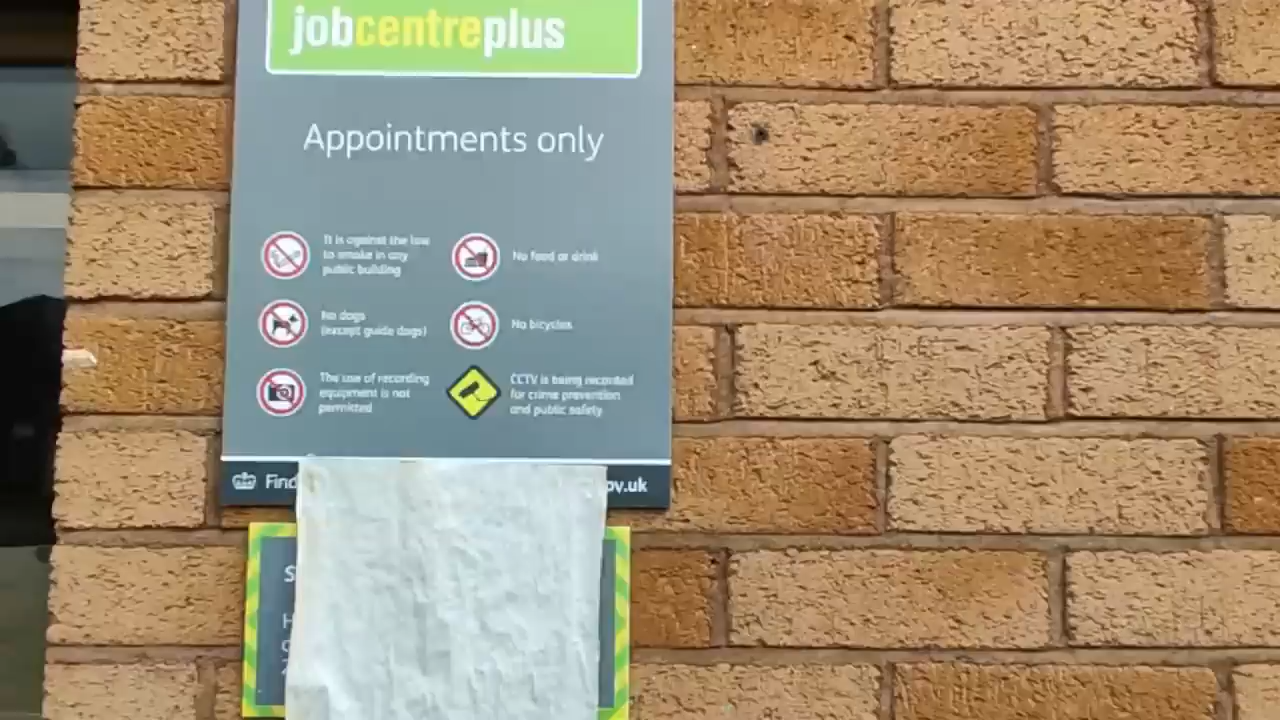 jobcentreplus
Appointments only
It is against the law
to smoke in any
public building
No food or drink
No dogs
(except guide dogs)
No bicycles
The use of recording
equipment is not
permitted
CCTV is being recorded
for crime prevention
and public safety
Find
ov.uk
S
H